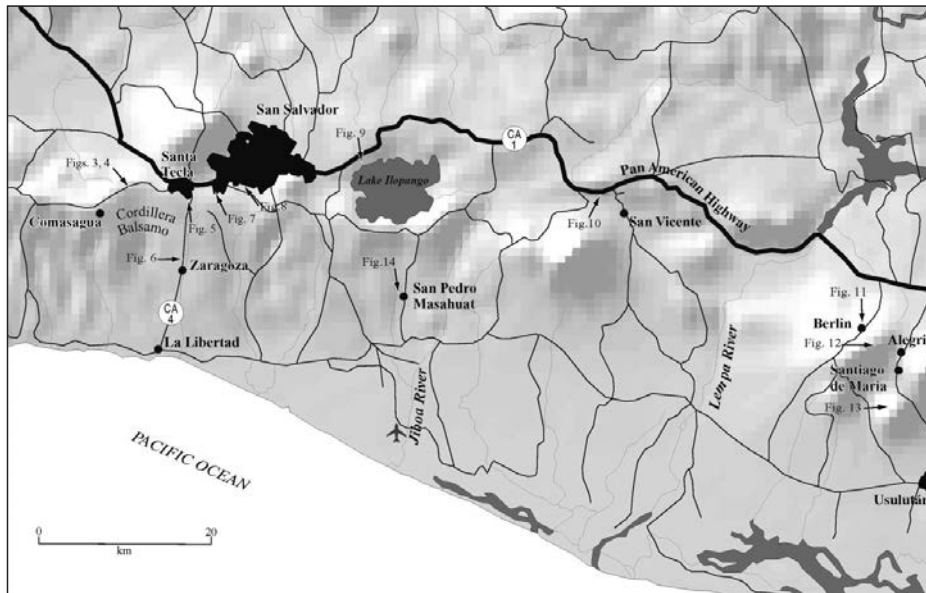 San Salvador
Fig. 9
CA
1
Santa
Tecla
Figs. 3, 4
Lake Ilopango
Pan American Highway
Fig. 8
Fig. 7
Comasagua
Cordillera
Balsamo
Fig. 5
Fig. 10
San Vicente
Fig. 6
Zaragoza
Fig.14
San Pedro
Masahuat
Fig. 11
CA
4
Berlin
Fig. 12
Alegri
La Libertad
Santiago
de Maria
Lempa River
Jiboa River
Fig. 13
PACIFIC OCEAN
Usulután
0 20
km